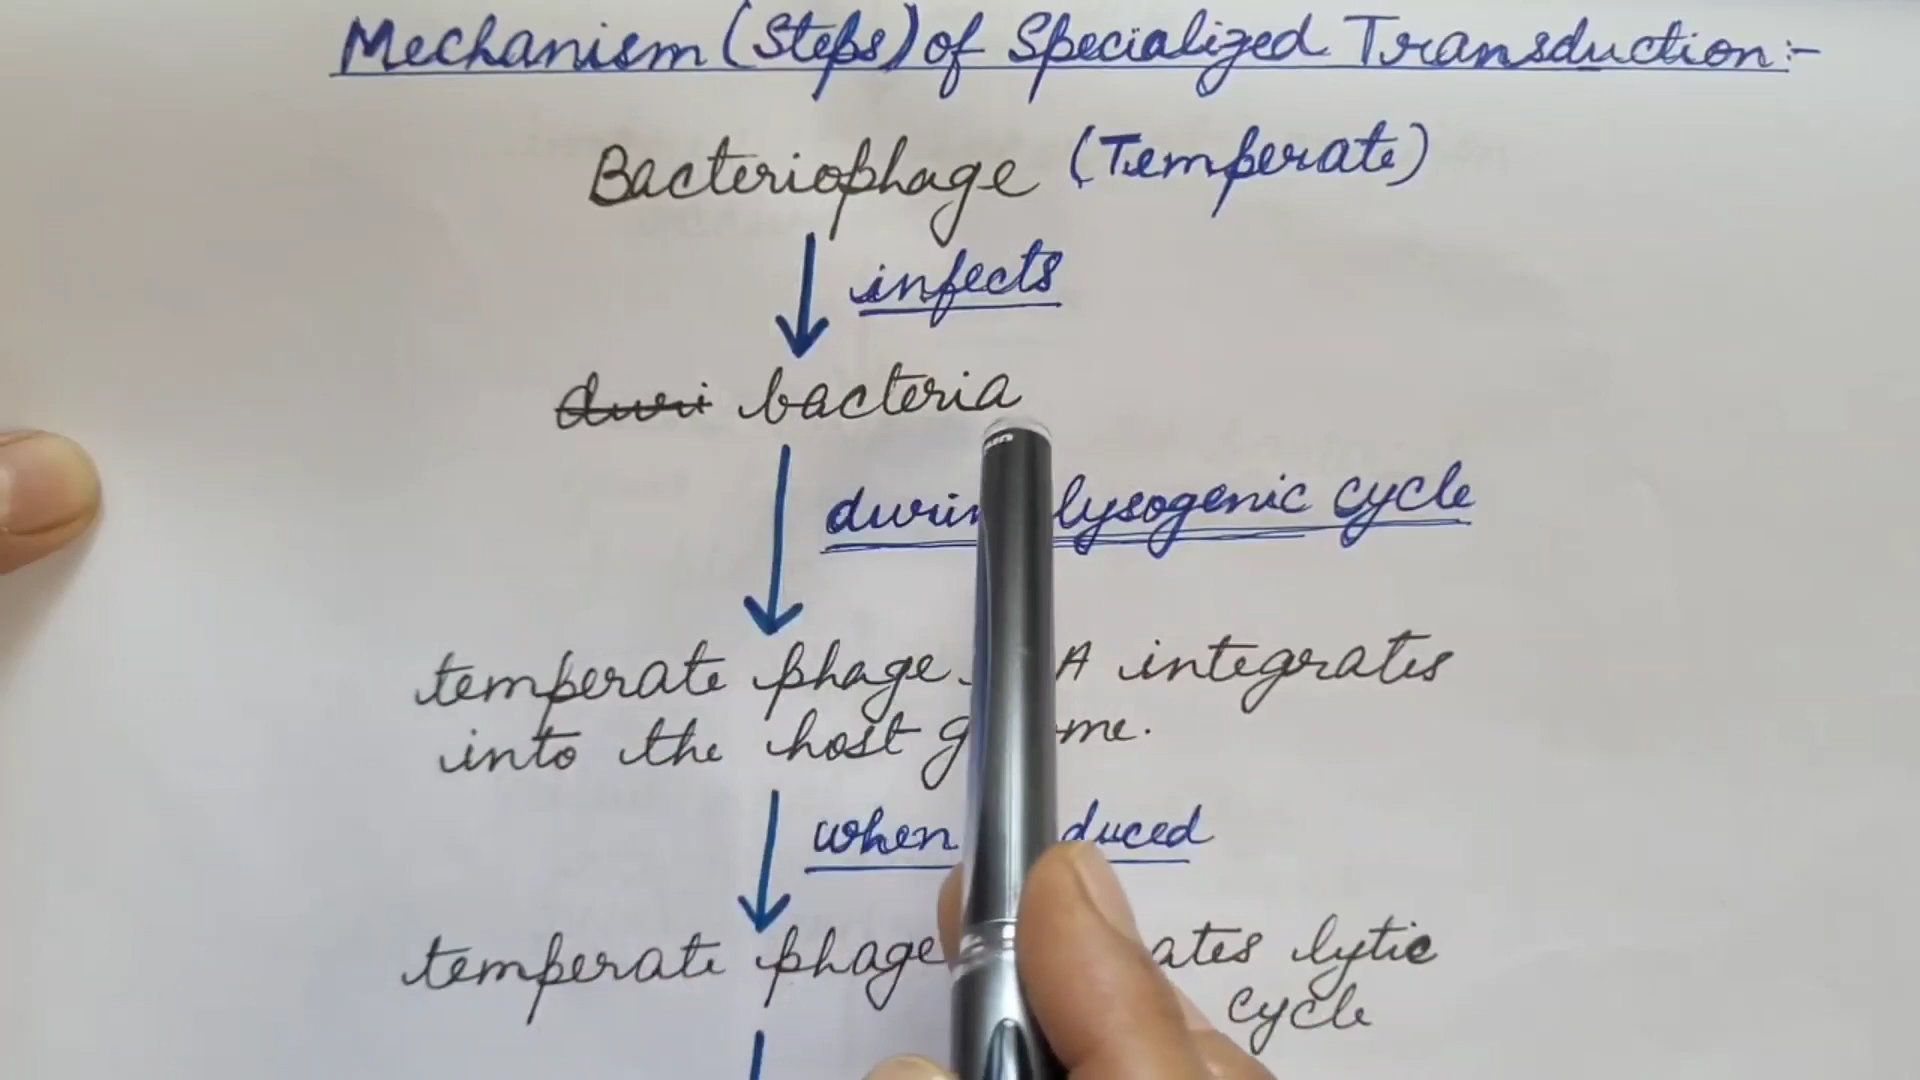 Mechanism (Steps) of Specialized Transduction:-
Bacteriophage (Temperate)
infects
bacteria
lysogenic cycle
temperate phage integrates
into the host
when
temperate phage lytic
cycle